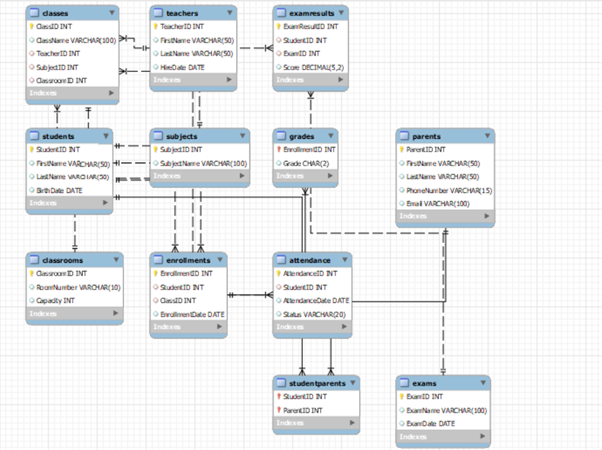 classes
ClassID INT
ClassName VARCHAR(100)
TeacherID INT
SubjectID INT
ClassroomID INT
Indexes
teachers
TeacherID INT
FirstName VARCHAR(50)
LastName VARCHAR(50)
HireDate DATE
Indexes
examresults
ExamResultID INT
StudentID INT
ExamID INT
Score DECIMAL(5,2)
Indexes
students
StudentID INT
FirstName VARCHAR(50)
LastName VARCHAR(50)
BirthDate DATE
Indexes
subjects
SubjectID INT
SubjectName VARCHAR(100)
Indexes
grades
EnrollmentID INT
Grade CHAR(2)
Indexes
parents
ParentID INT
FirstName VARCHAR(50)
LastName VARCHAR(50)
PhoneNumber VARCHAR(15)
Email VARCHAR(100)
Indexes
classrooms
ClassroomID INT
RoomNumber VARCHAR(10)
Capacity INT
Indexes
enrollments
EnrollmentID INT
StudentID INT
ClassID INT
EnrollmentDate DATE
Indexes
attendance
AttendanceID INT
StudentID INT
AttendanceDate DATE
Status VARCHAR(20)
Indexes
studentparents
StudentID INT
ParentID INT
Indexes
exams
ExamID INT
ExamName VARCHAR(100)
ExamDate DATE
Indexes